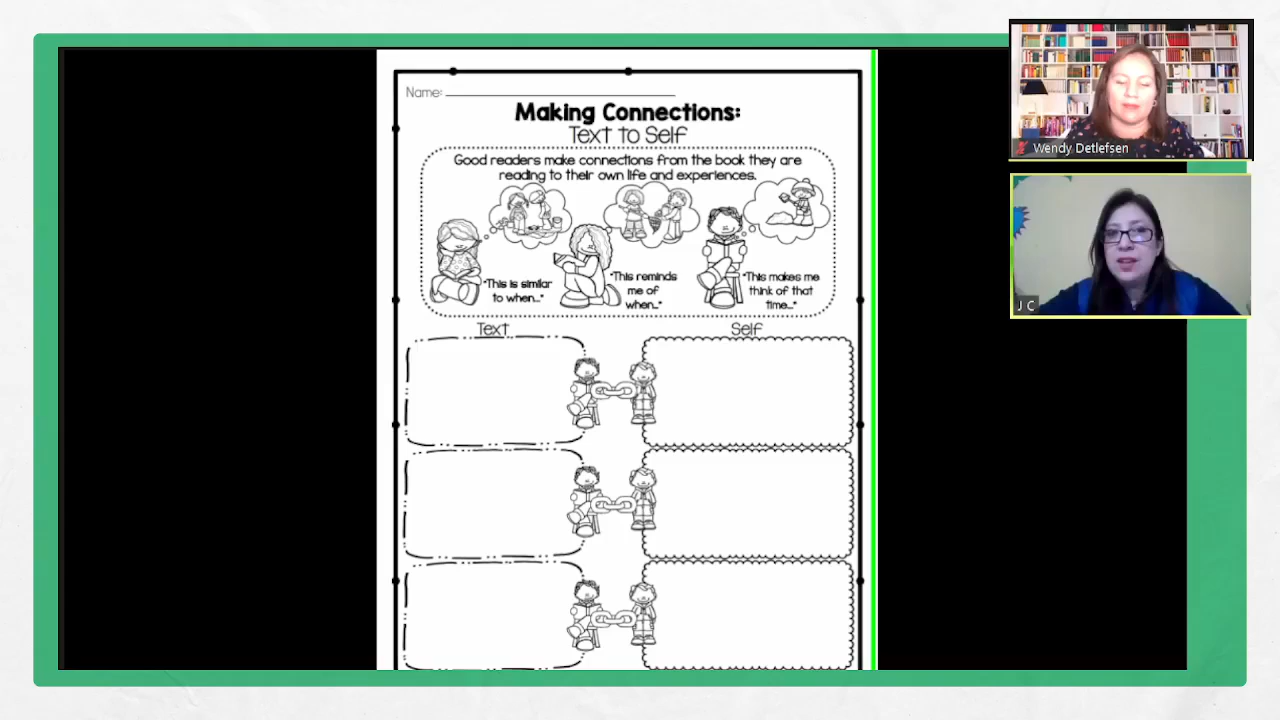 Name:
Making Connections:
Text to Self
Good readers make connections from the book they are
reading to their own life and experiences.
"This is similar
to when..."
"This reminds
me of
when..."
"This makes me
think of that
time..."
Text
Self
Wendy Detlefsen
J C